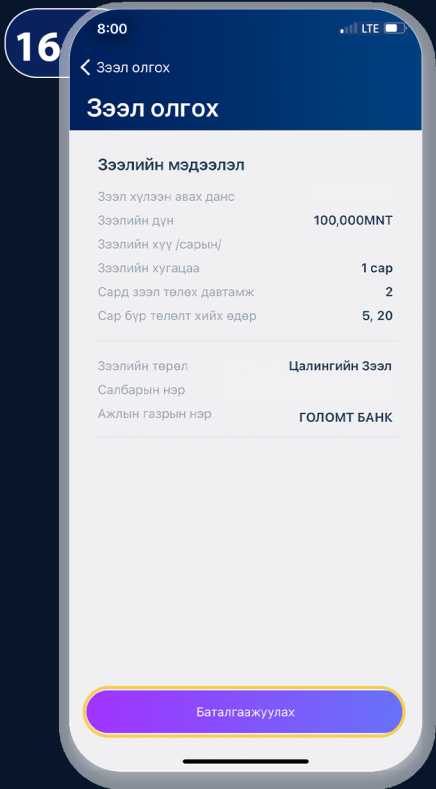 16
8:00
LTE
Зээл олгох
Зээл олгох
Зээлийн мэдээлэл
Зээл хүлээн авах данс
Зээлийн дүн 100,000MNT
Зээлийн хүү /сарын/
Зээлийн хугацаа 1 сар
Сард зээл төлөх давтамж 2
Сар бүр төлөлт хийх өдөр 5, 20
Зээлийн төрөл Цалингийн Зээл
Салбарын нэр
Ажлын газрын нэр ГОЛОМТ БАНК
Баталгаажуулах